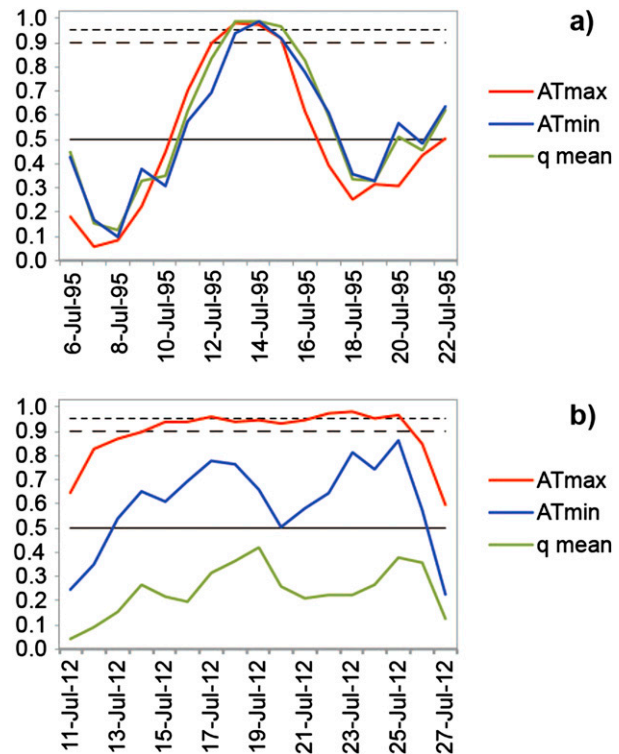 a)
1.0
0.9
0.8
0.7
0.6
0.5
0.4
0.3
0.2
0.1
0.0
6-Jul-95
8-Jul-95
10-Jul-95
12-Jul-95
14-Jul-95
16-Jul-95
18-Jul-95
20-Jul-95
22-Jul-95
ATmax
ATmin
q mean
b)
1.0
0.9
0.8
0.7
0.6
0.5
0.4
0.3
0.2
0.1
0.0
11-Jul-12
13-Jul-12
15-Jul-12
17-Jul-12
19-Jul-12
21-Jul-12
23-Jul-12
25-Jul-12
27-Jul-12
ATmax
ATmin
q mean